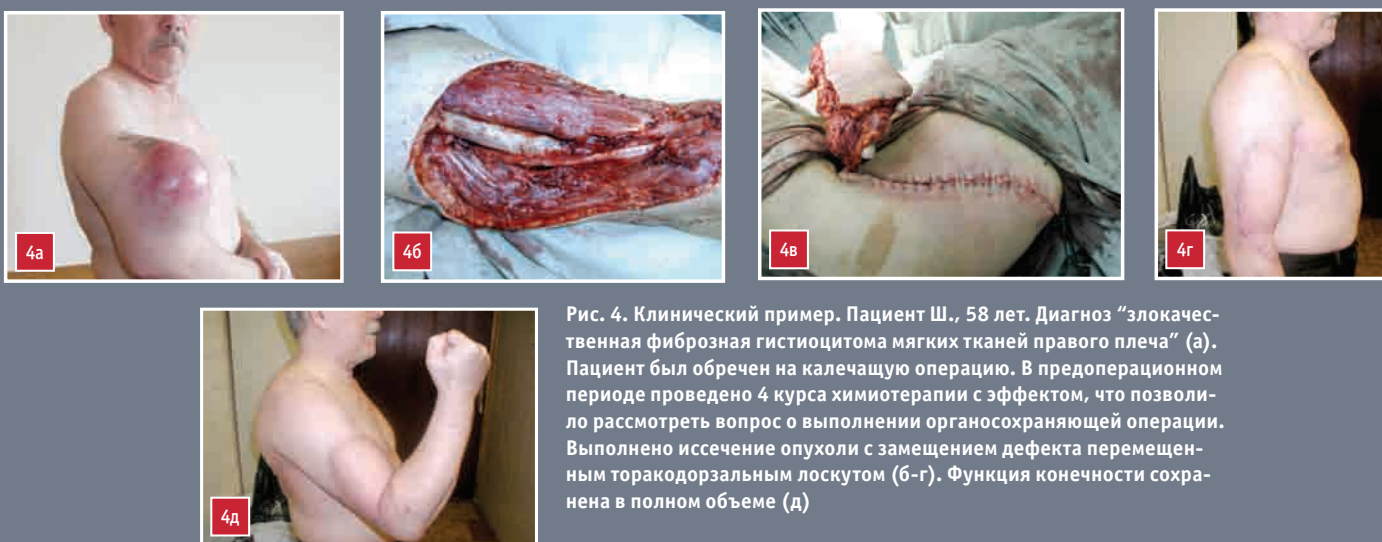 4а
4б
4в
4г
4д
Рис. 4. Клинический пример. Пациент Ш., 58 лет. Диагноз “злокачес-
твенная фиброзная гистиоцитома мягких тканей правого плеча” (а).
Пациент был обречен на калечащую операцию. В предоперационном
периоде проведено 4 курса химиотерапии с эффектом, что позволи-
ло рассмотреть вопрос о выполнении органосохраняющей операции.
Выполнено иссечение опухоли с замещением дефекта перемещен-
ным торакодорзальным лоскутом (б-г). Функция конечности сохра-
нена в полном объеме (д)